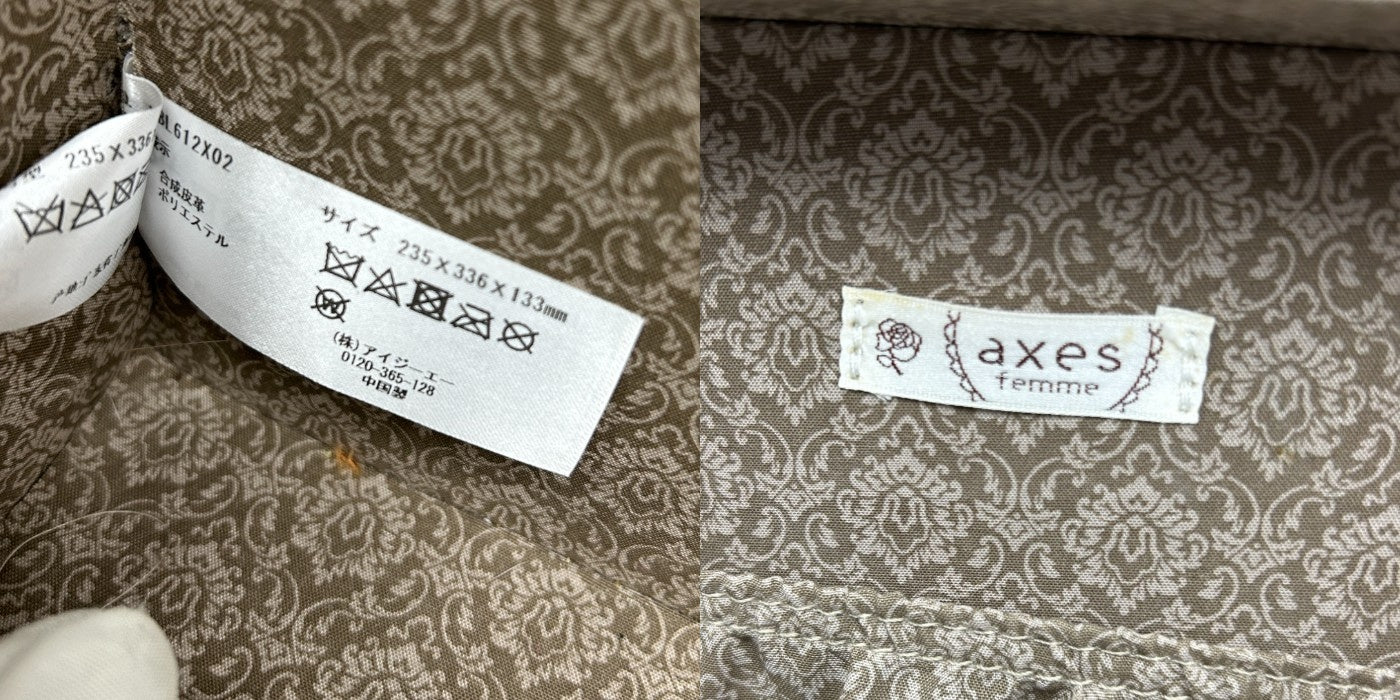 235×336
BL612X02
合成皮革
ポリエステル
サイズ 235×336×133mm
(株)アイジーエー
0120-365-128
中国製
axes
femme